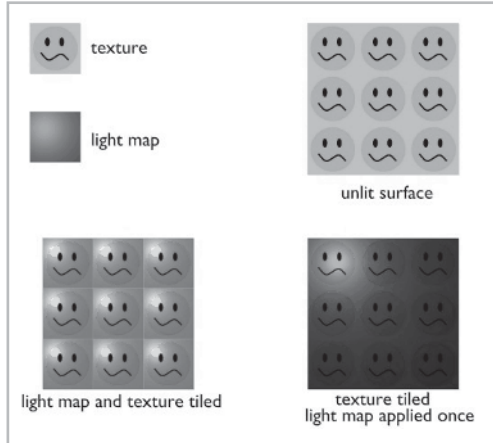 texture
light map
unlit surface
light map and texture tiled
texture tiled
light map applied once